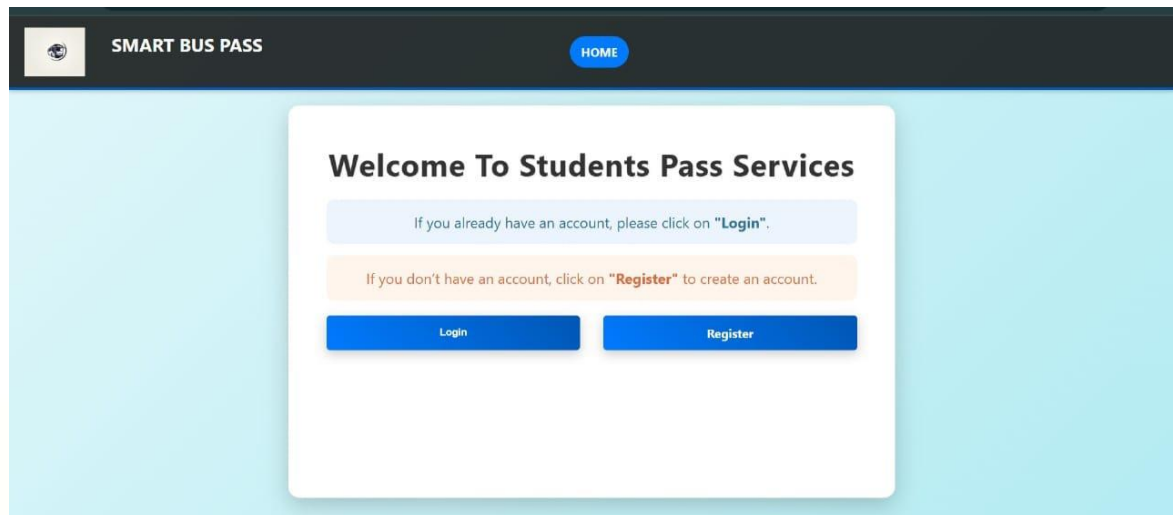 SMART BUS PASS
HOME
Welcome To Students Pass Services
If you already have an account, please click on "Login".
If you don't have an account, click on "Register" to create an account.
Login
Register